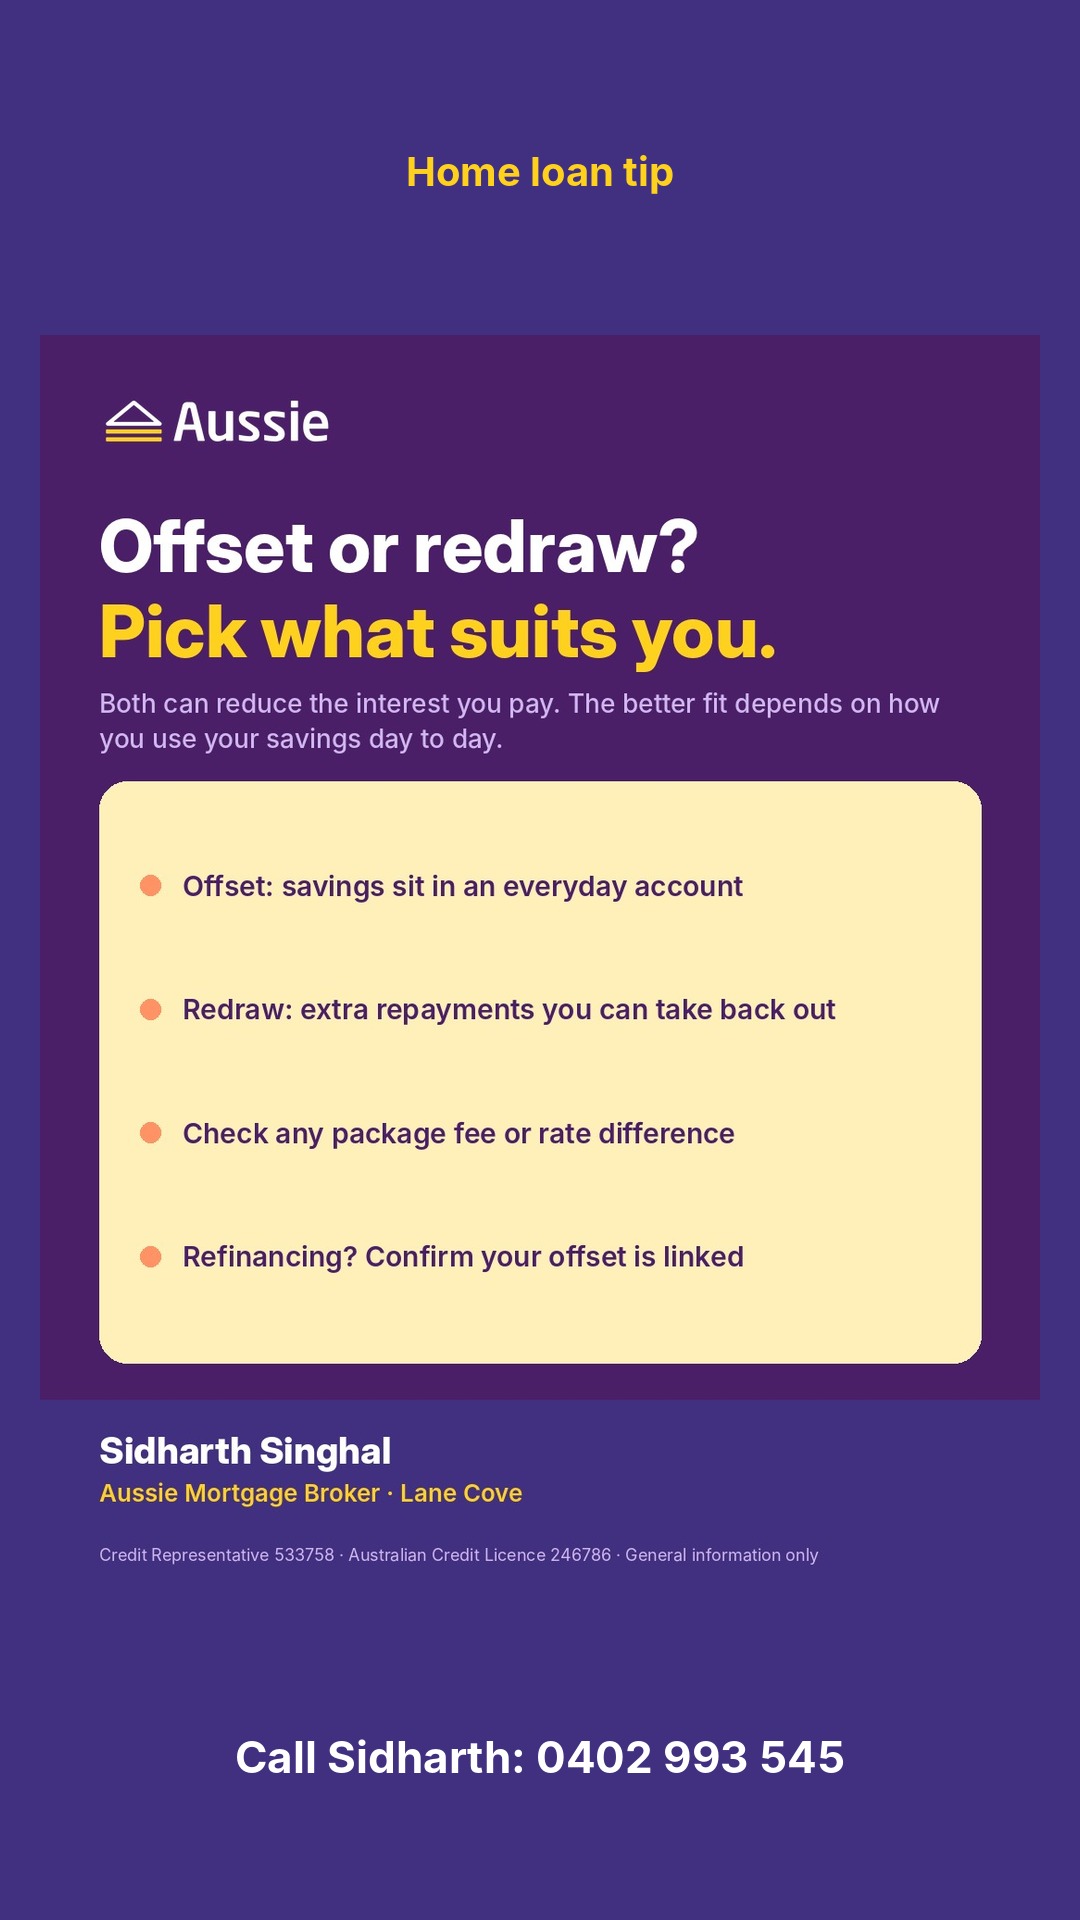 Home loan tip
Aussie
Offset or redraw?
Pick what suits you.
Both can reduce the interest you pay. The better fit depends on how
you use your savings day to day.
Offset: savings sit in an everyday account
Redraw: extra repayments you can take back out
Check any package fee or rate difference
Refinancing? Confirm your offset is linked
Sidharth Singhal
Aussie Mortgage Broker · Lane Cove
Credit Representative 533758 · Australian Credit Licence 246786 · General information only
Call Sidharth: 0402 993 545